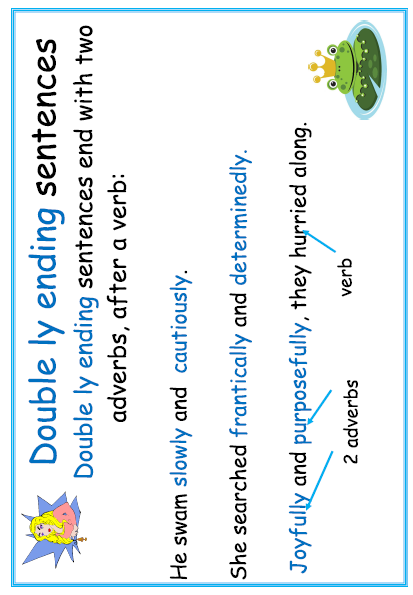 Double ly ending sentences
Double ly ending sentences end with two
adverbs, after a verb:
He swam slowly and cautiously.
She searched frantically and determinedly.
Joyfully and purposefully, they hurried along.
2 adverbs
verb